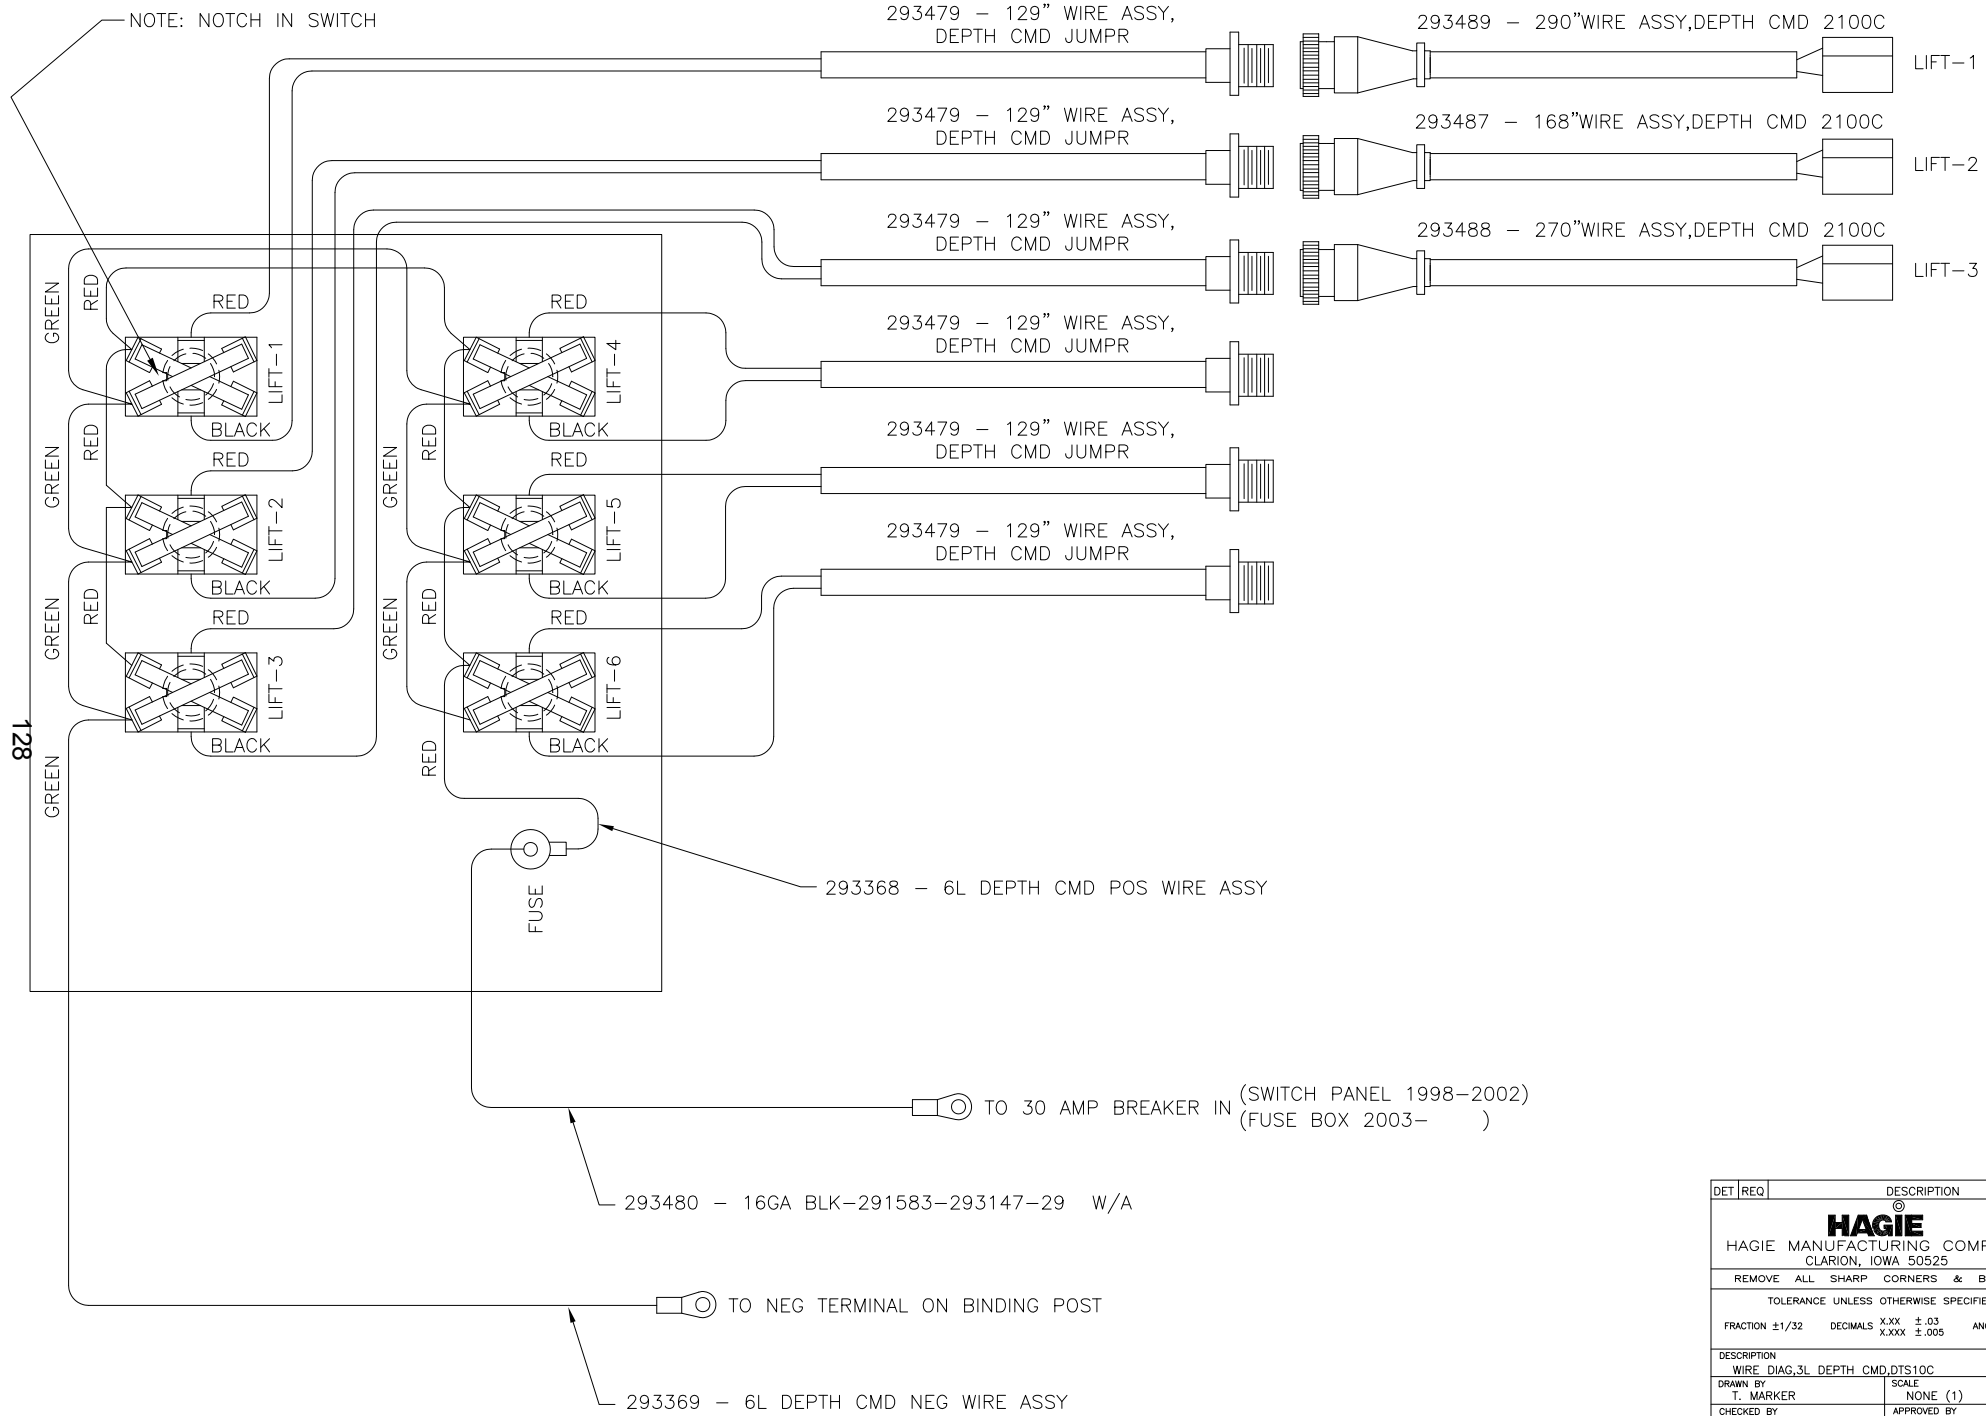 NOTE: NOTCH IN SWITCH
293479 - 129" WIRE ASSY,
DEPTH CMD JUMPR
293489 - 290"WIRE ASSY,DEPTH CMD 2100C
LIFT-1
293479 - 129" WIRE ASSY,
DEPTH CMD JUMPR
293487 - 168"WIRE ASSY,DEPTH CMD 2100C
LIFT-2
293479 - 129" WIRE ASSY,
DEPTH CMD JUMPR
293488 - 270"WIRE ASSY,DEPTH CMD 2100C
LIFT-3
293479 - 129" WIRE ASSY,
DEPTH CMD JUMPR
293479 - 129" WIRE ASSY,
DEPTH CMD JUMPR
293479 - 129" WIRE ASSY,
DEPTH CMD JUMPR
GREEN
RED
RED
LIFT-1
BLACK
RED
LIFT-4
BLACK
GREEN
RED
RED
LIFT-2
BLACK
GREEN
RED
RED
LIFT-5
BLACK
GREEN
RED
RED
LIFT-3
BLACK
GREEN
RED
RED
LIFT-6
BLACK
GREEN
RED
128
FUSE
293368 - 6L DEPTH CMD POS WIRE ASSY
TO 30 AMP BREAKER IN
(SWITCH PANEL 1998-2002)
(FUSE BOX 2003- )
293480 - 16GA BLK-291583-293147-29 W/A
TO NEG TERMINAL ON BINDING POST
293369 - 6L DEPTH CMD NEG WIRE ASSY
DET REQ DESCRIPTION
HAGIE
HAGIE MANUFACTURING COMP
CLARION, IOWA 50525
REMOVE ALL SHARP CORNERS & B
TOLERANCE UNLESS OTHERWISE SPECIFIE
FRACTION ±1/32 DECIMALS X.XX ±.03 AN
X.XXX ±.005
DESCRIPTION
WIRE DIAG,3L DEPTH CMD,DTS10C
DRAWN BY SCALE
T. MARKER NONE (1)
CHECKED BY APPROVED BY